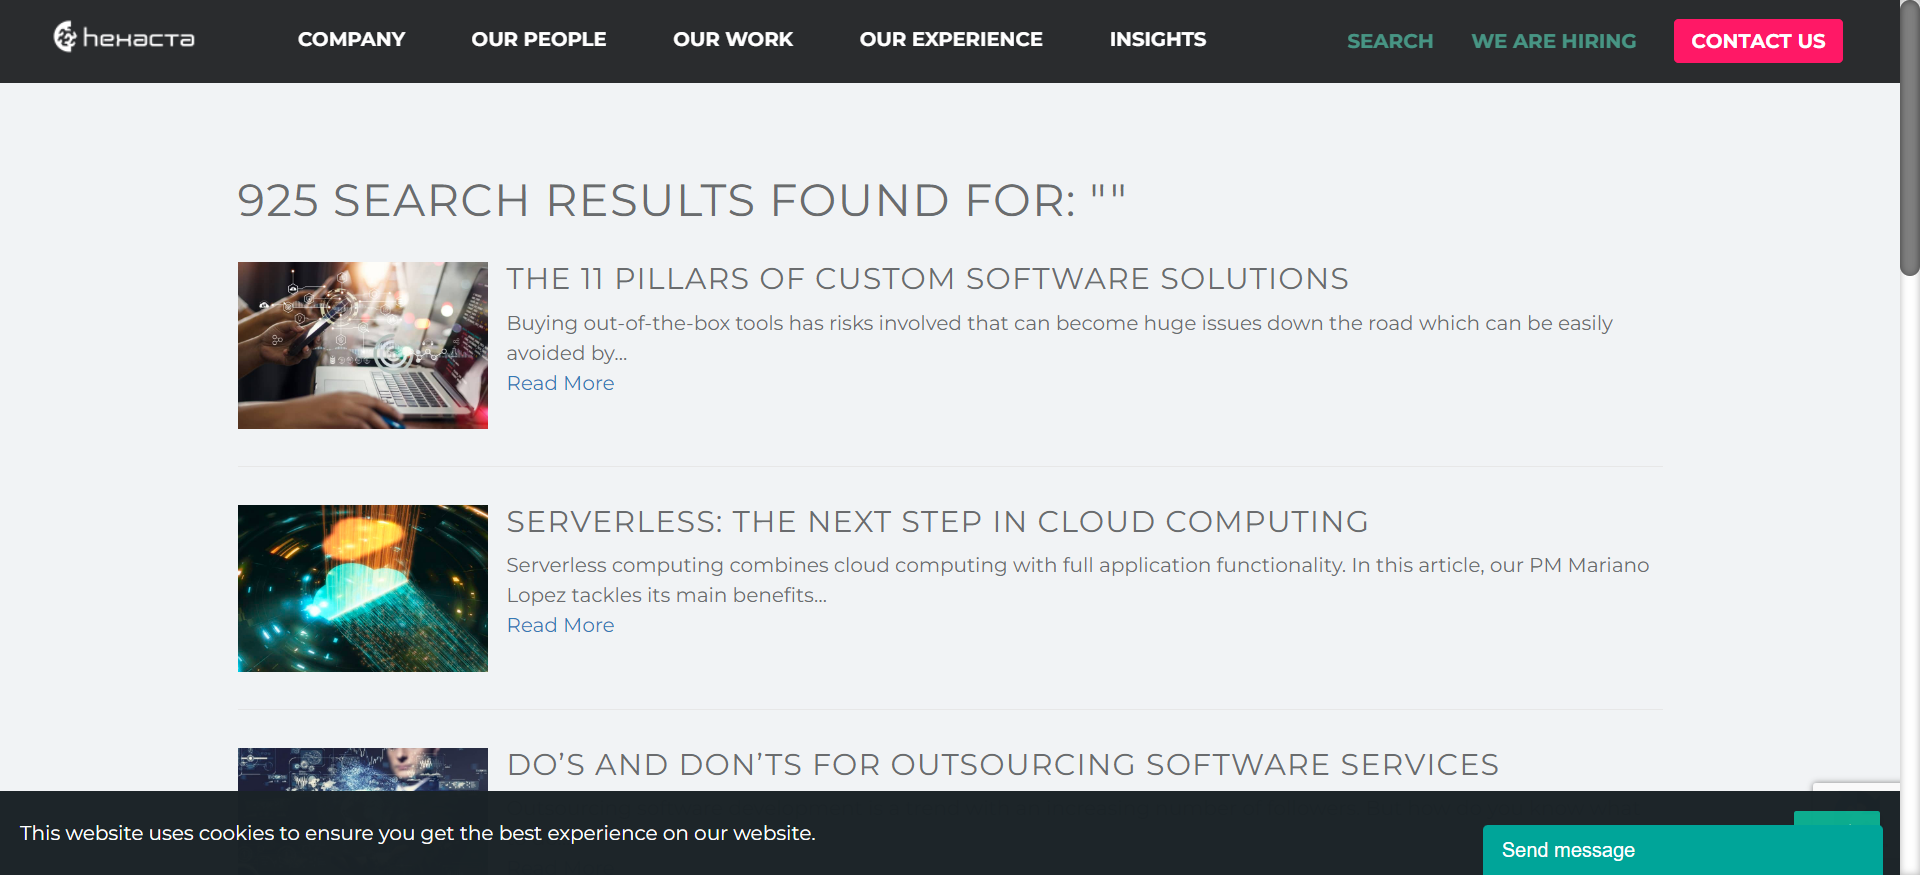 hexacta
COMPANY
OUR PEOPLE
OUR WORK
OUR EXPERIENCE
INSIGHTS
SEARCH
WE ARE HIRING
CONTACT US
925 SEARCH RESULTS FOUND FOR: ""
THE 11 PILLARS OF CUSTOM SOFTWARE SOLUTIONS
Buying out-of-the-box tools has risks involved that can become huge issues down the road which can be easily
avoided by...
Read More
SERVERLESS: THE NEXT STEP IN CLOUD COMPUTING
Serverless computing combines cloud computing with full application functionality. In this article, our PM Mariano
Lopez tackles its main benefits...
Read More
DO’S AND DON’TS FOR OUTSOURCING SOFTWARE SERVICES
This website uses cookies to ensure you get the best experience on our website.
Send message